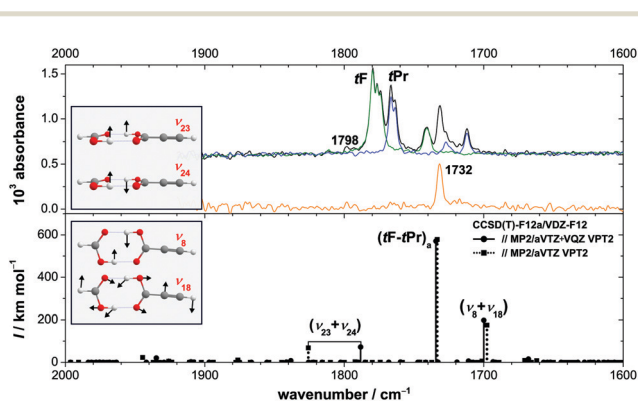 2000 1900 1800 1700 1600
1.5
1.0
0.5
0.0
10³ absorbance
tF tPr
1798
1732
ν₂₃
ν₂₄
ν₈
ν₁₈
CCSD(T)-F12a/VDZ-F12
// MP2/aVTZ+VQZ VPT2
// MP2/aVTZ VPT2
(tF-tPr)ₐ
(ν₂₃+ν₂₄)
(ν₈+ν₁₈)
600
400
200
0
I / km mol⁻¹
2000 1900 1800 1700 1600
wavenumber / cm⁻¹